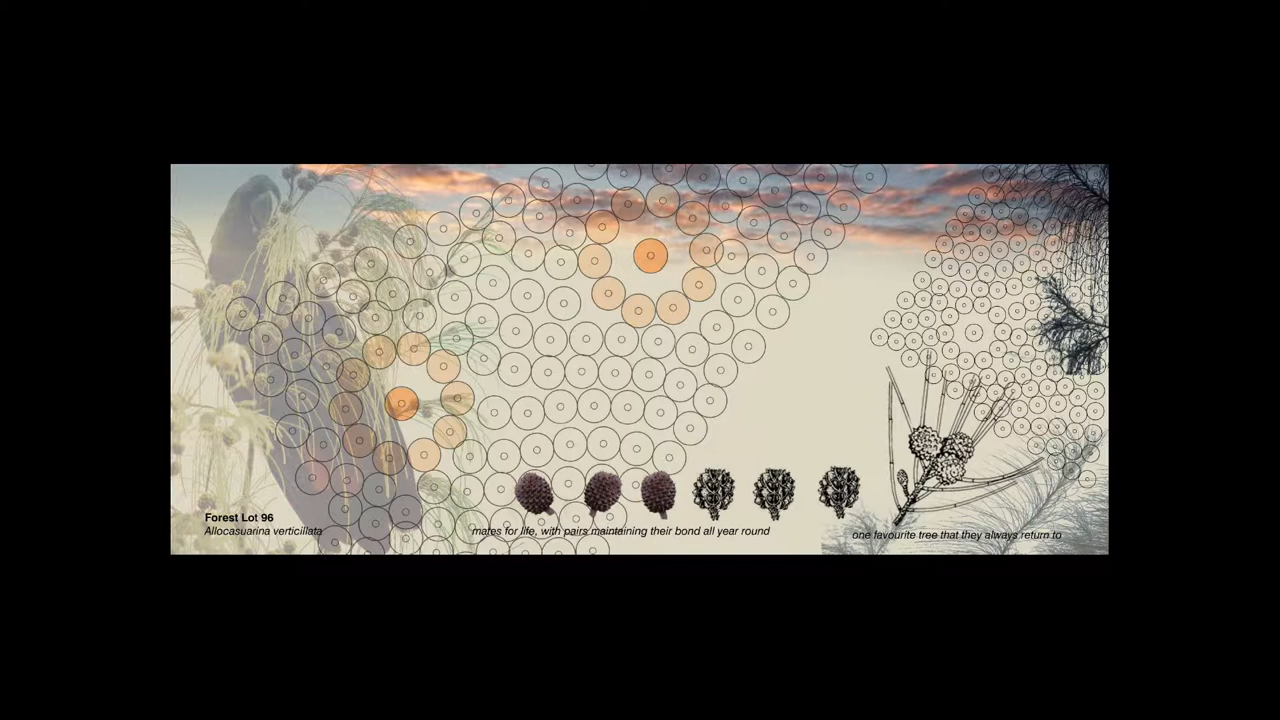 Forest Lot 96
Allocasuarina verticillata
mates for life, with pairs maintaining their bond all year round
one favourite tree that they always return to